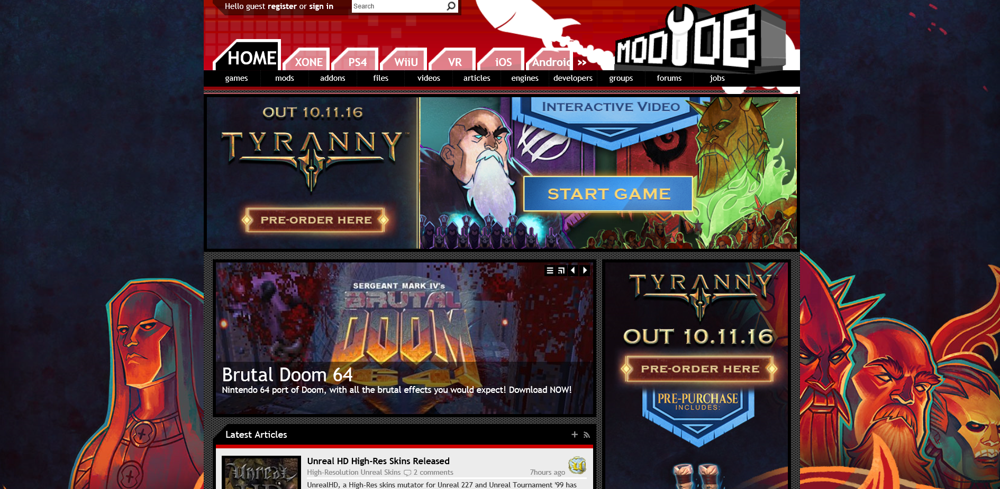 Hello guest register or sign in
Search
MODDB
HOME
XONE
PS4
WiiU
VR
iOS
Android
»
games
mods
addons
files
videos
articles
engines
developers
groups
forums
jobs
OUT 10.11.16
TYRANNY™
PRE-ORDER HERE
INTERACTIVE VIDEO
START GAME
SERGEANT MARK IV's
BRUTAL
DOOM
64
Brutal Doom 64
Nintendo 64 port of Doom, with all the brutal effects you would expect! Download NOW!
TYRANNY
OUT 10.11.16
PRE-ORDER HERE
PRE-PURCHASE
INCLUDES:
Latest Articles
Unreal
HD
Unreal HD High-Res Skins Released
High-Resolution Unreal Skins 2 comments
7hours ago
UnrealHD, a High-Res skins mutator for Unreal 227 and Unreal Tournament '99 has